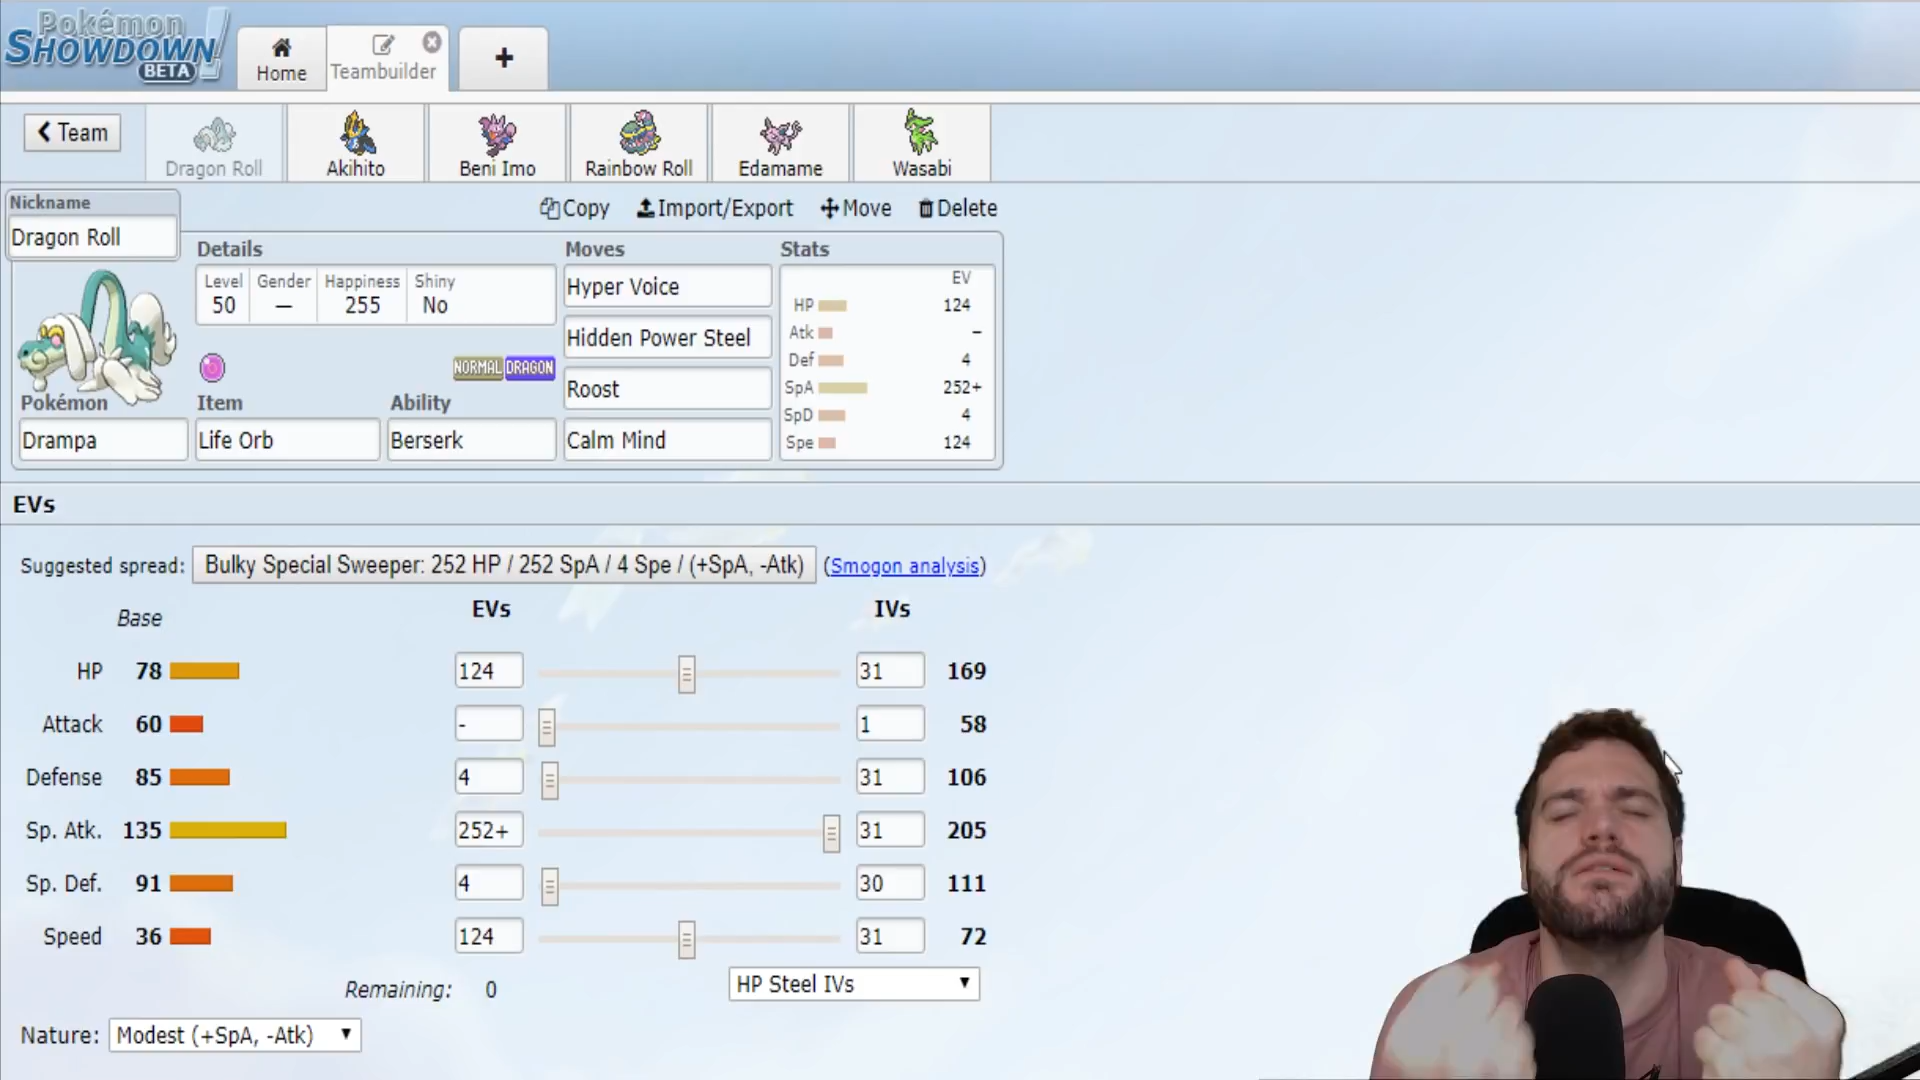 Pokémon
SHOWDOWN!
BETA
Home
Teambuilder
+
Team
Dragon Roll
Akihito
Beni Imo
Rainbow Roll
Edamame
Wasabi
Nickname
Dragon Roll
Copy
Import/Export
Move
Delete
Details
Moves
Stats
Level
Gender
Happiness
Shiny
50
—
255
No
NORMAL
DRAGON
Pokémon
Item
Ability
Drampa
Life Orb
Berserk
Hyper Voice
Hidden Power Steel
Roost
Calm Mind
EV
HP 124
Atk –
Def 4
SpA 252+
SpD 4
Spe 124
EVs
Suggested spread: Bulky Special Sweeper: 252 HP / 252 SpA / 4 Spe / (+SpA, -Atk) (Smogon analysis)
Base EVs IVs
HP 78 124 31 169
Attack 60 - 1 58
Defense 85 4 31 106
Sp. Atk. 135 252+ 31 205
Sp. Def. 91 4 30 111
Speed 36 124 31 72
Remaining: 0
HP Steel IVs
Nature: Modest (+SpA, -Atk)